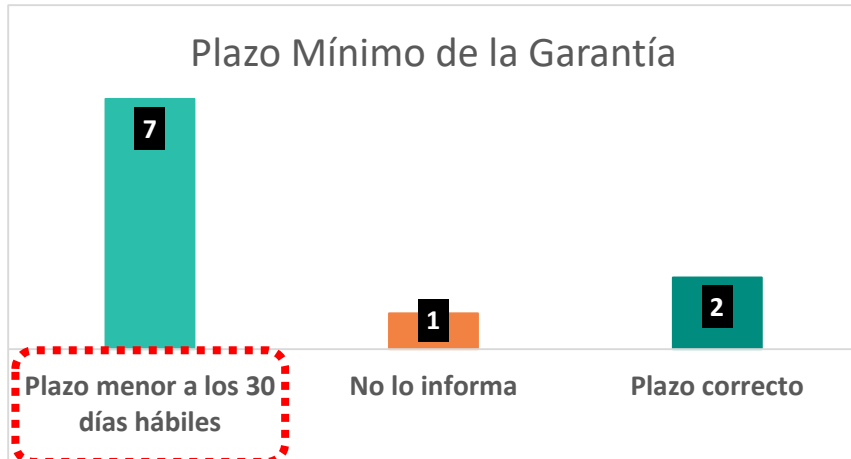 Plazo Mínimo de la Garantía
7
1
2
Plazo menor a los 30
días hábiles
No lo informa
Plazo correcto